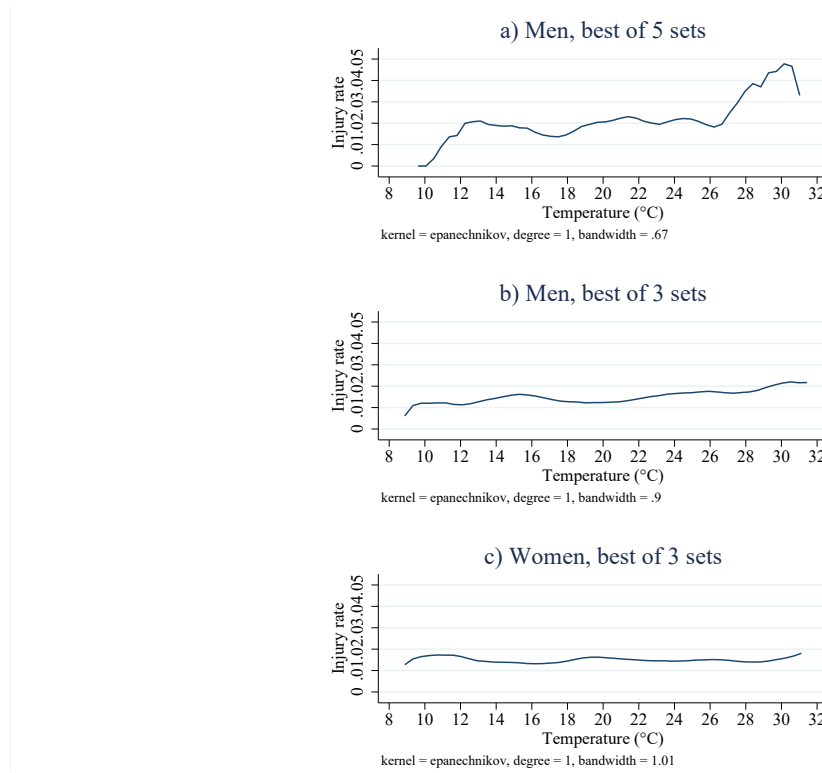 a) Men, best of 5 sets
Injury rate
0 .01.02.03.04.05
8 10 12 14 16 18 20 22 24 26 28 30 32
Temperature (°C)
kernel = epanechnikov, degree = 1, bandwidth = .67
b) Men, best of 3 sets
Injury rate
0 .01.02.03.04.05
8 10 12 14 16 18 20 22 24 26 28 30 32
Temperature (°C)
kernel = epanechnikov, degree = 1, bandwidth = .9
c) Women, best of 3 sets
Injury rate
0 .01.02.03.04.05
8 10 12 14 16 18 20 22 24 26 28 30 32
Temperature (°C)
kernel = epanechnikov, degree = 1, bandwidth = 1.01